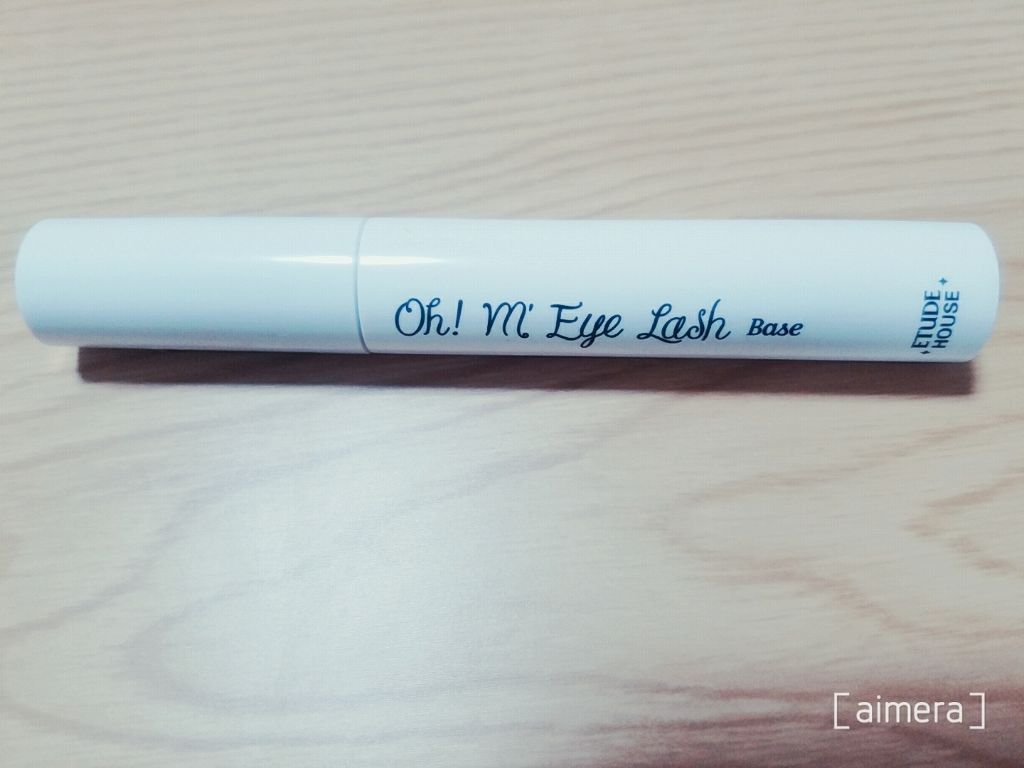 Oh! M' Eye Lash Base
ETUDE
HOUSE
[aimera]